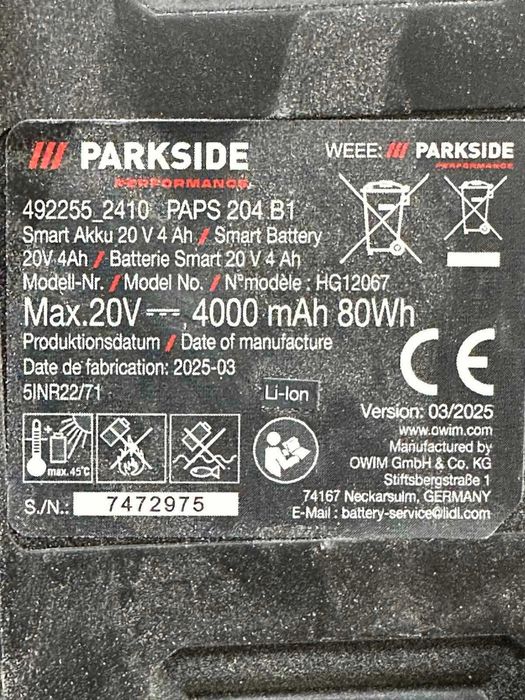 /// PARKSIDE
PERFORMANCE
WEEE: /// PARKSIDE
PERFORMANCE
492255_2410 PAPS 204 B1
Smart Akku 20 V 4 Ah / Smart Battery
20V 4Ah / Batterie Smart 20 V 4 Ah
Modell-Nr. / Model No. / N°modèle : HG12067
Max.20V ⎓, 4000 mAh 80Wh
Produktionsdatum / Date of manufacture
Date de fabrication: 2025-03
5INR22/71
Li-Ion
CE
max. 45°C
S./N.: 7472975
Version: 03/2025
www.owim.com
Manufactured by
OWIM GmbH & Co. KG
Stiftsbergstraße 1
74167 Neckarsulm, GERMANY
E-Mail : battery-service@lidl.com